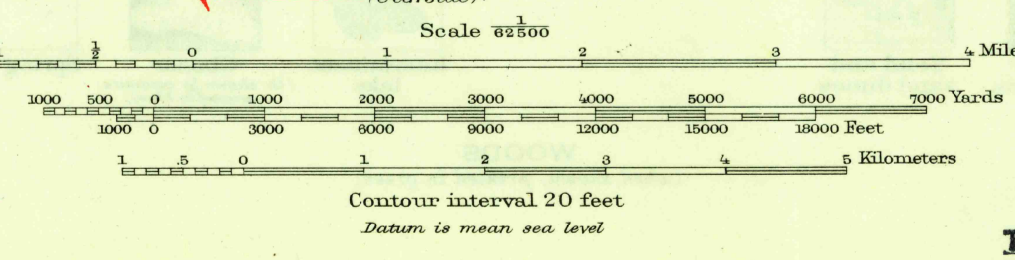 Scale 1/62500
1 1/2 0 1 2 3 4 Mile
1000 500 0 1000 2000 3000 4000 5000 6000 7000 Yards
1000 0 3000 6000 9000 12000 15000 18000 Feet
1 .5 0 1 2 3 4 5 Kilometers
Contour interval 20 feet
Datum is mean sea level